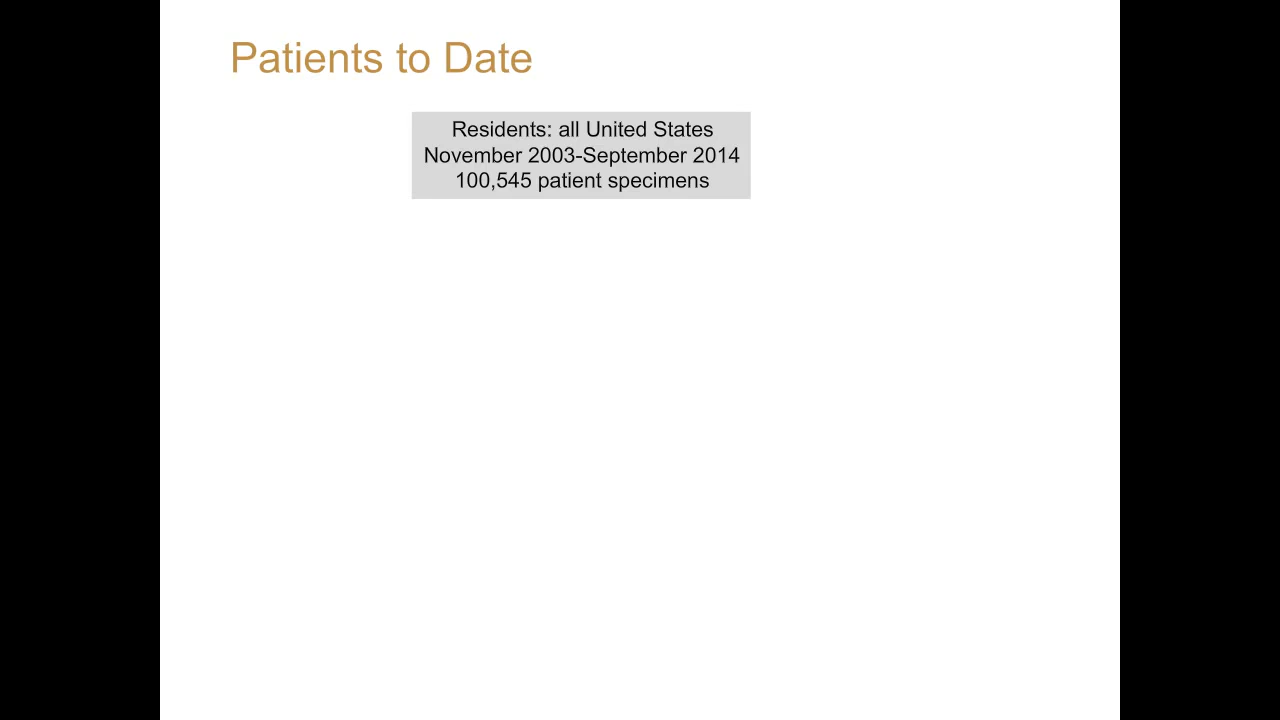 Patients to Date
Residents: all United States
November 2003-September 2014
100,545 patient specimens